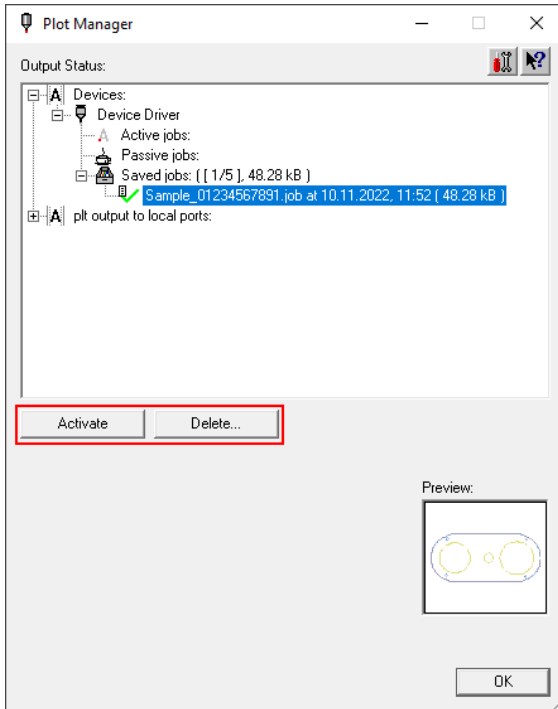 Plot Manager
Output Status:
A Devices:
Device Driver
A Active jobs:
Passive jobs:
Saved jobs: ( [ 1/5 ], 48.28 kB )
Sample_01234567891.job at 10.11.2022, 11:52 ( 48.28 kB )
A plt output to local ports:
Activate Delete...
Preview:
OK